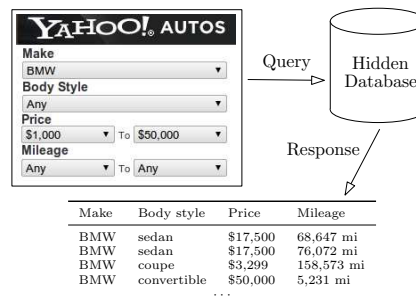 YAHOO!® AUTOS
Make
BMW
Body Style
Any
Price
$1,000 To $50,000
Mileage
Any To Any
Query
Hidden
Database
Response
Make Body style Price Mileage
BMW sedan $17,500 68,647 mi
BMW sedan $17,500 76,072 mi
BMW coupe $3,299 158,573 mi
BMW convertible $50,000 5,231 mi
...